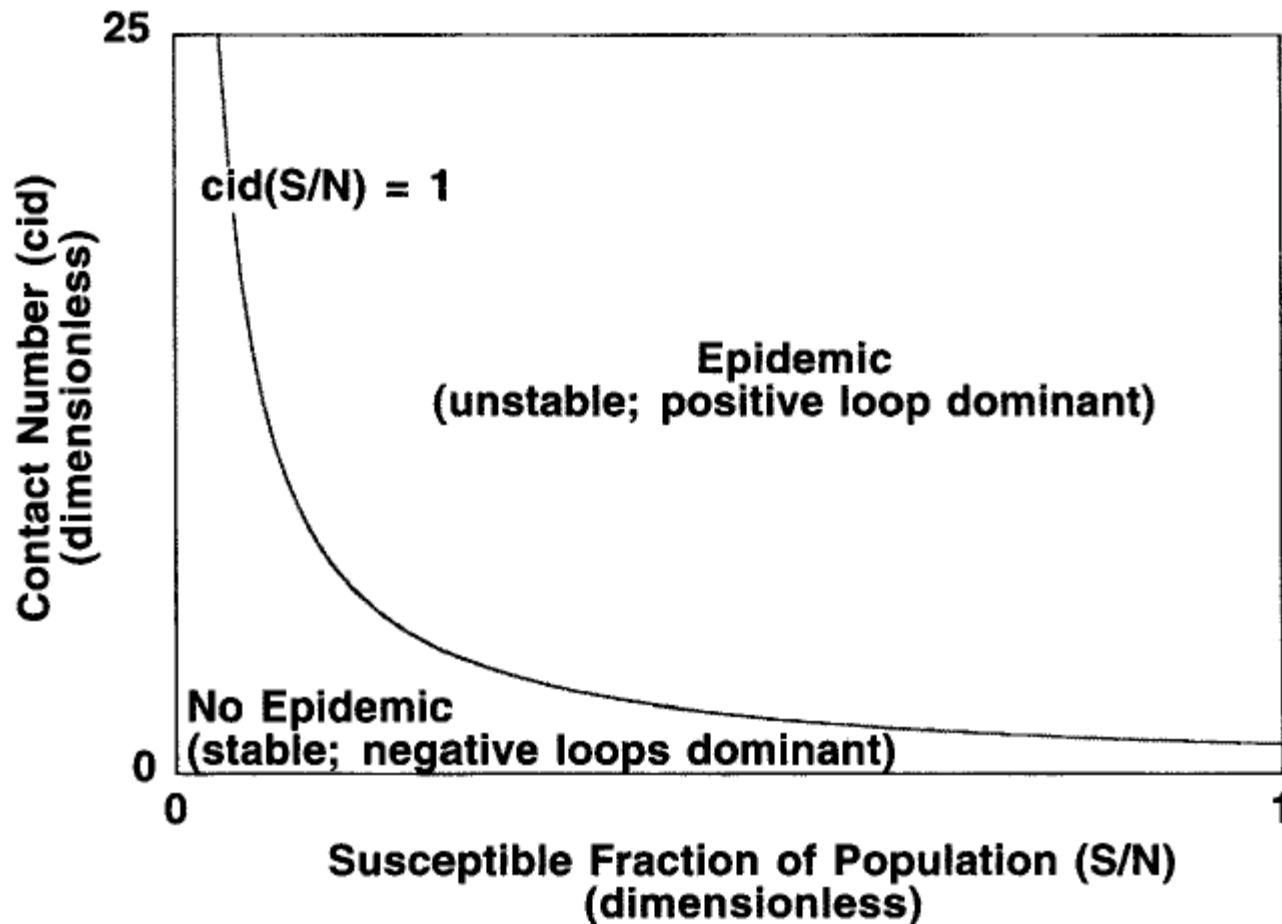 25
cid(S/N) = 1
Contact Number (cid)
(dimensionless)
Epidemic
(unstable; positive loop dominant)
No Epidemic
(stable; negative loops dominant)
0
0
1
Susceptible Fraction of Population (S/N)
(dimensionless)